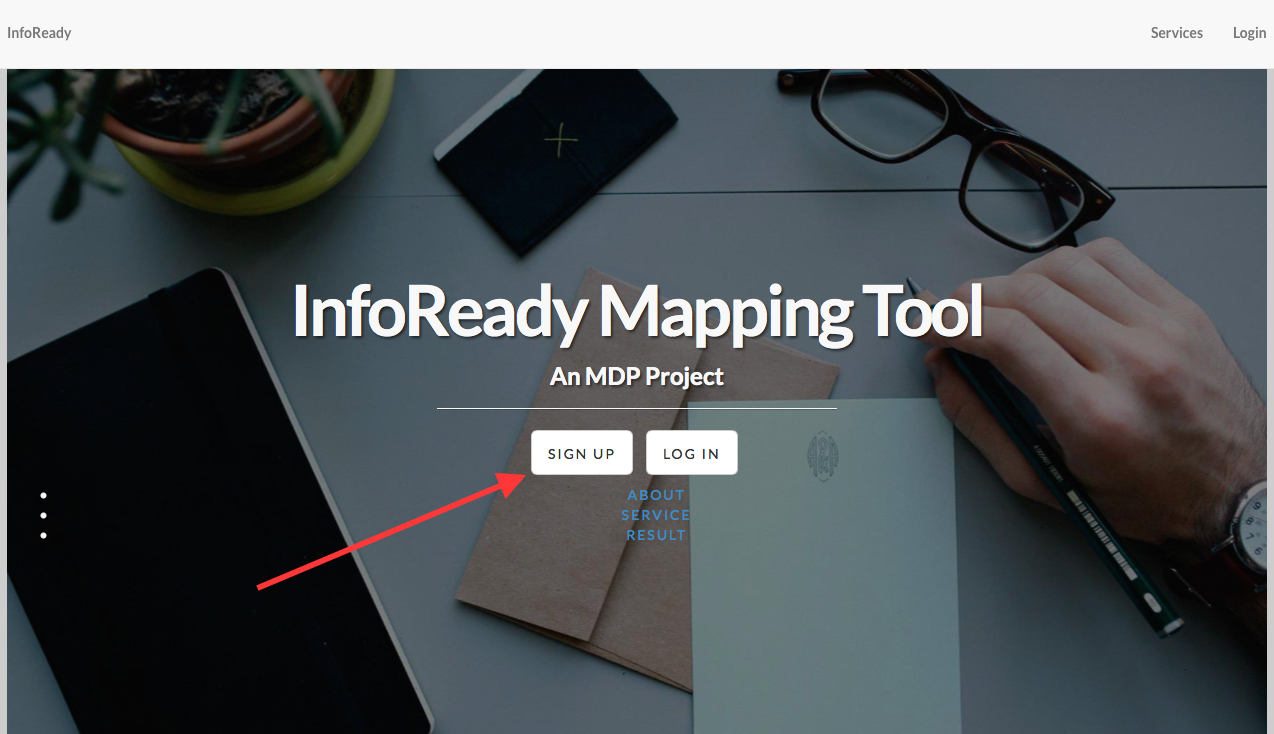 InfoReady
Services
Login
InfoReady Mapping Tool
An MDP Project
SIGN UP
LOG IN
ABOUT
SERVICE
RESULT